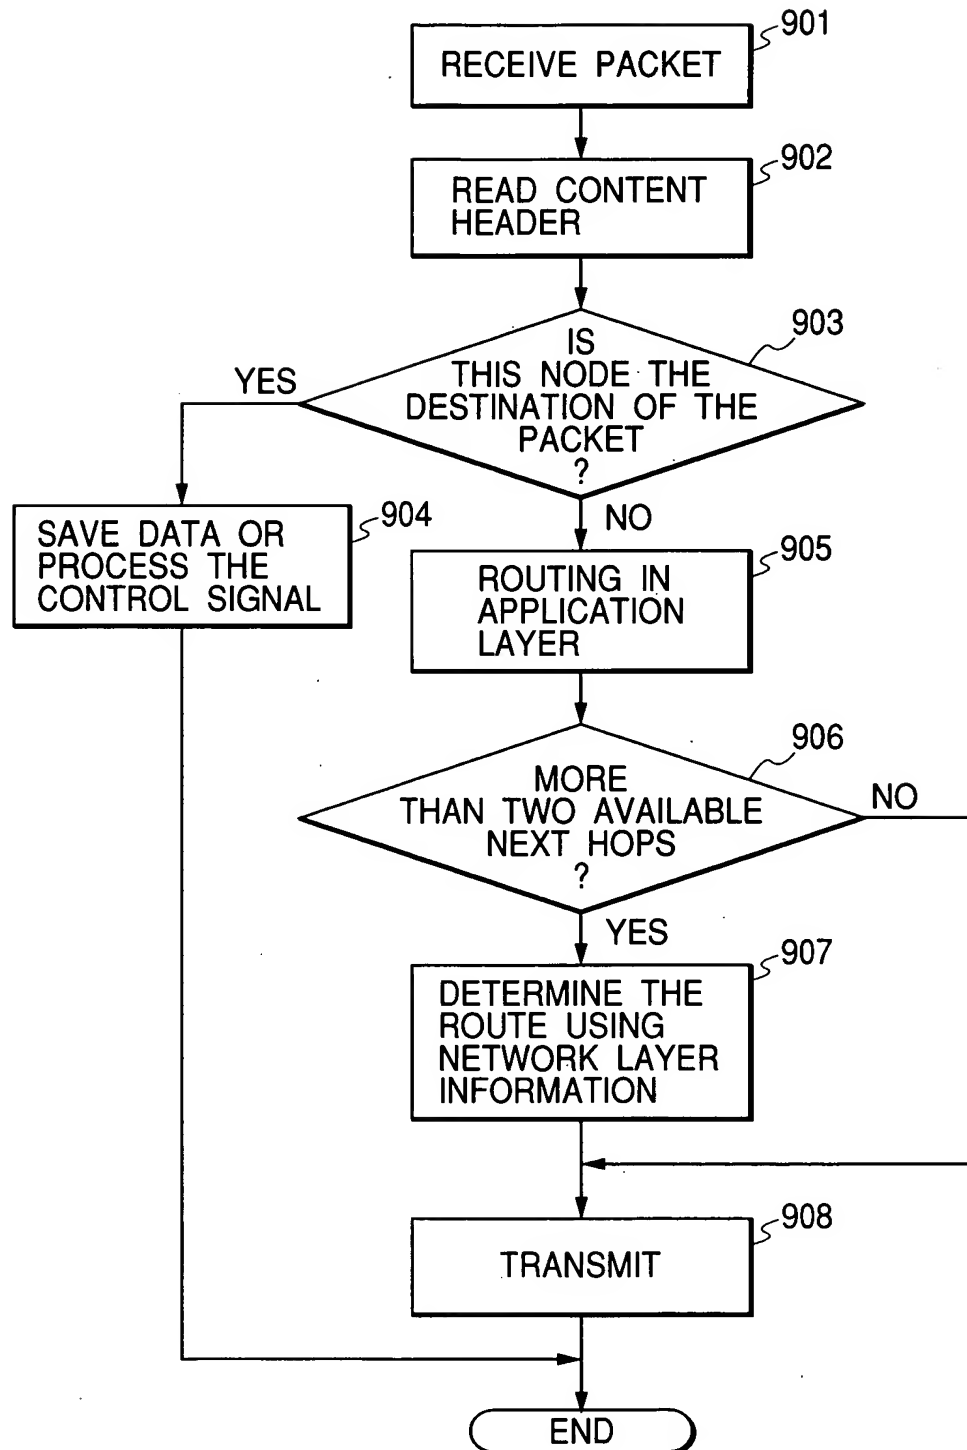 901
RECEIVE PACKET
902
READ CONTENT
HEADER
903
IS
THIS NODE THE
DESTINATION OF THE
PACKET
?
YES
NO
904
SAVE DATA OR
PROCESS THE
CONTROL SIGNAL
905
ROUTING IN
APPLICATION
LAYER
906
MORE
THAN TWO AVAILABLE
NEXT HOPS
?
NO
YES
907
DETERMINE THE
ROUTE USING
NETWORK LAYER
INFORMATION
908
TRANSMIT
END